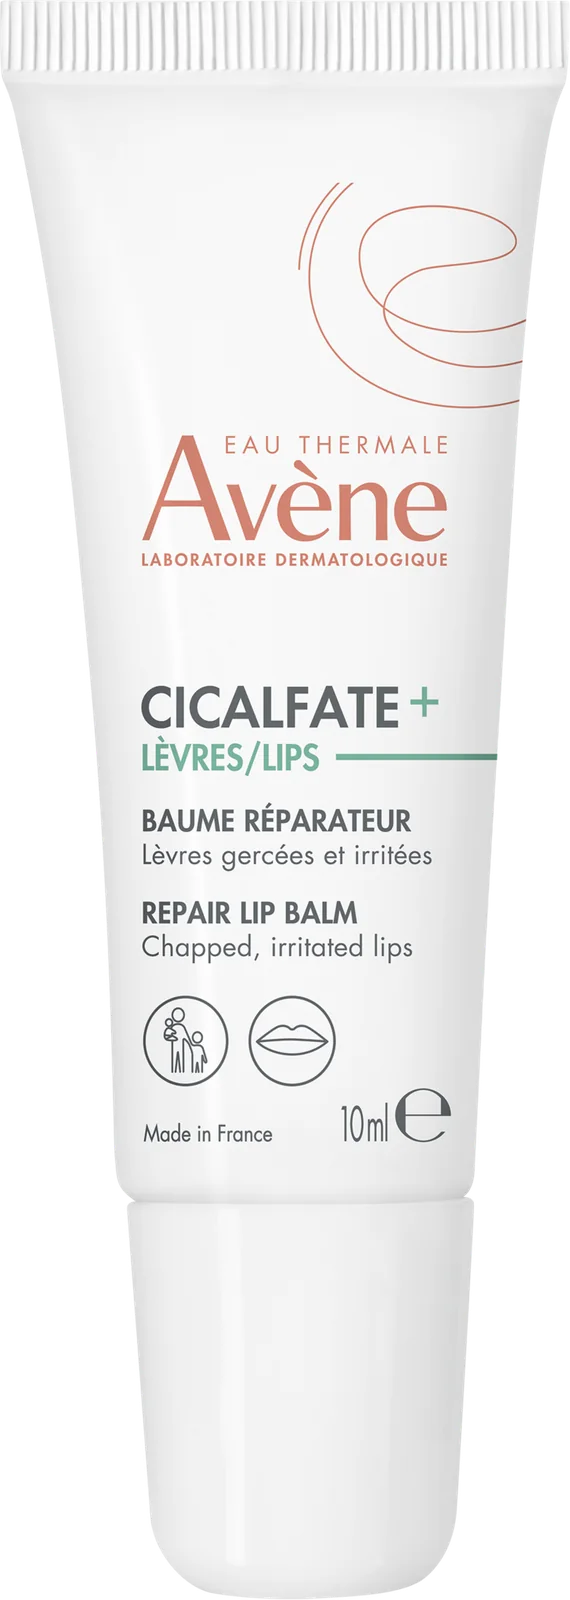 EAU THERMALE
Avène
LABORATOIRE DERMATOLOGIQUE
CICALFATE+
LÈVRES/LIPS
BAUME RÉPARATEUR
Lèvres gercées et irritées
REPAIR LIP BALM
Chapped, irritated lips
Made in France 10ml ℮